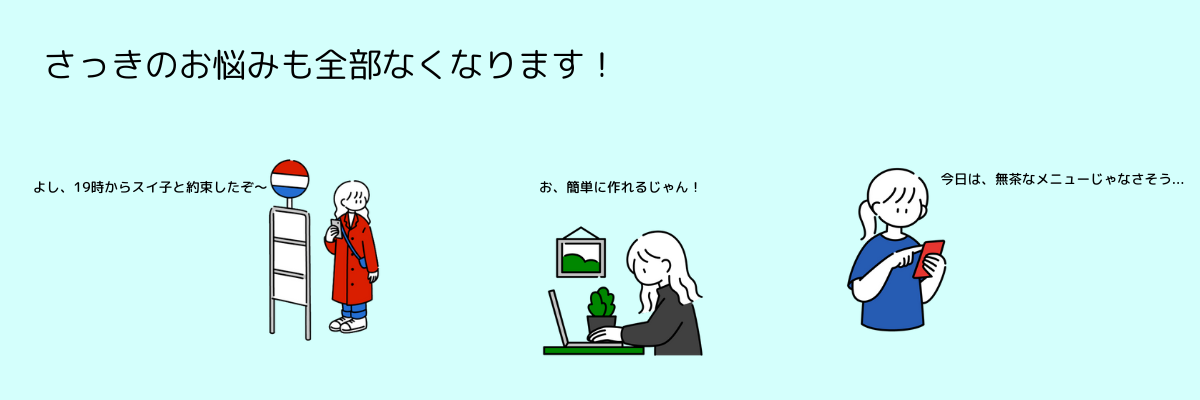 さっきのお悩みも全部なくなります！
よし、19時からスイ子と約束したぞ～
お、簡単に作れるじゃん！
今日は、無茶なメニューじゃなさそう...